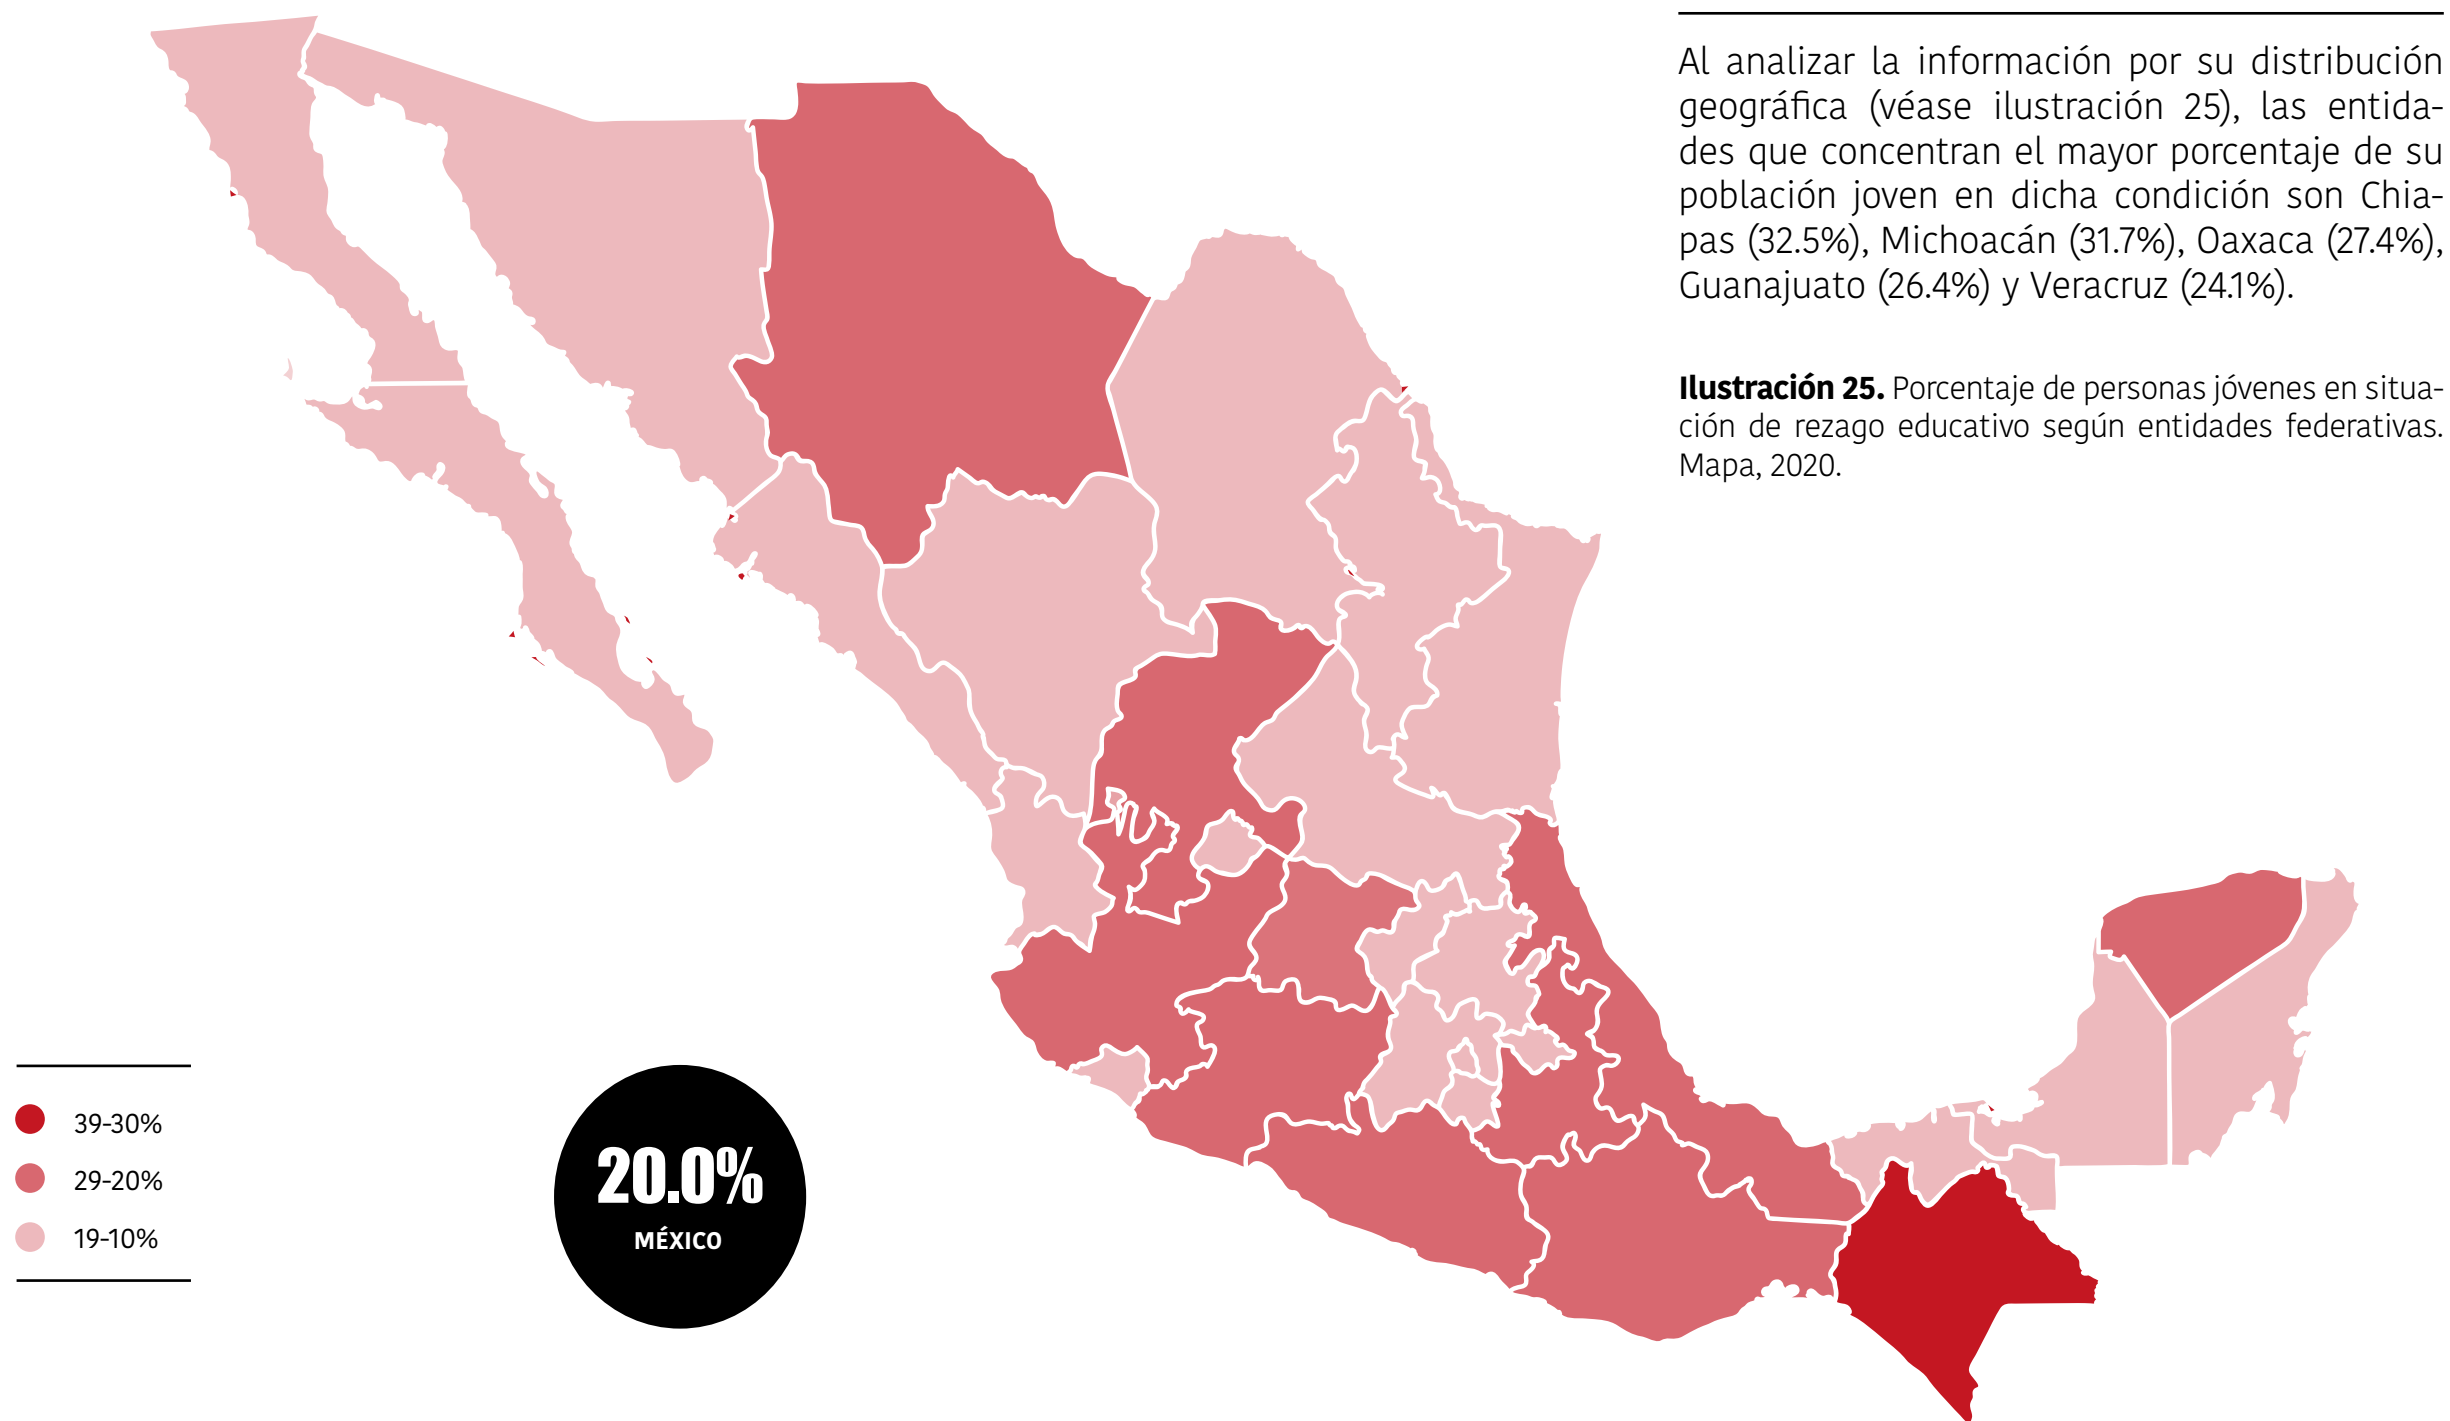 Al analizar la información por su distribución
geográfica (véase ilustración 25), las entida-
des que concentran el mayor porcentaje de su
población joven en dicha condición son Chia-
pas (32.5%), Michoacán (31.7%), Oaxaca (27.4%),
Guanajuato (26.4%) y Veracruz (24.1%).
Ilustración 25. Porcentaje de personas jóvenes en situa-
ción de rezago educativo según entidades federativas.
Mapa, 2020.
39-30%
29-20%
19-10%
20.0%
MÉXICO